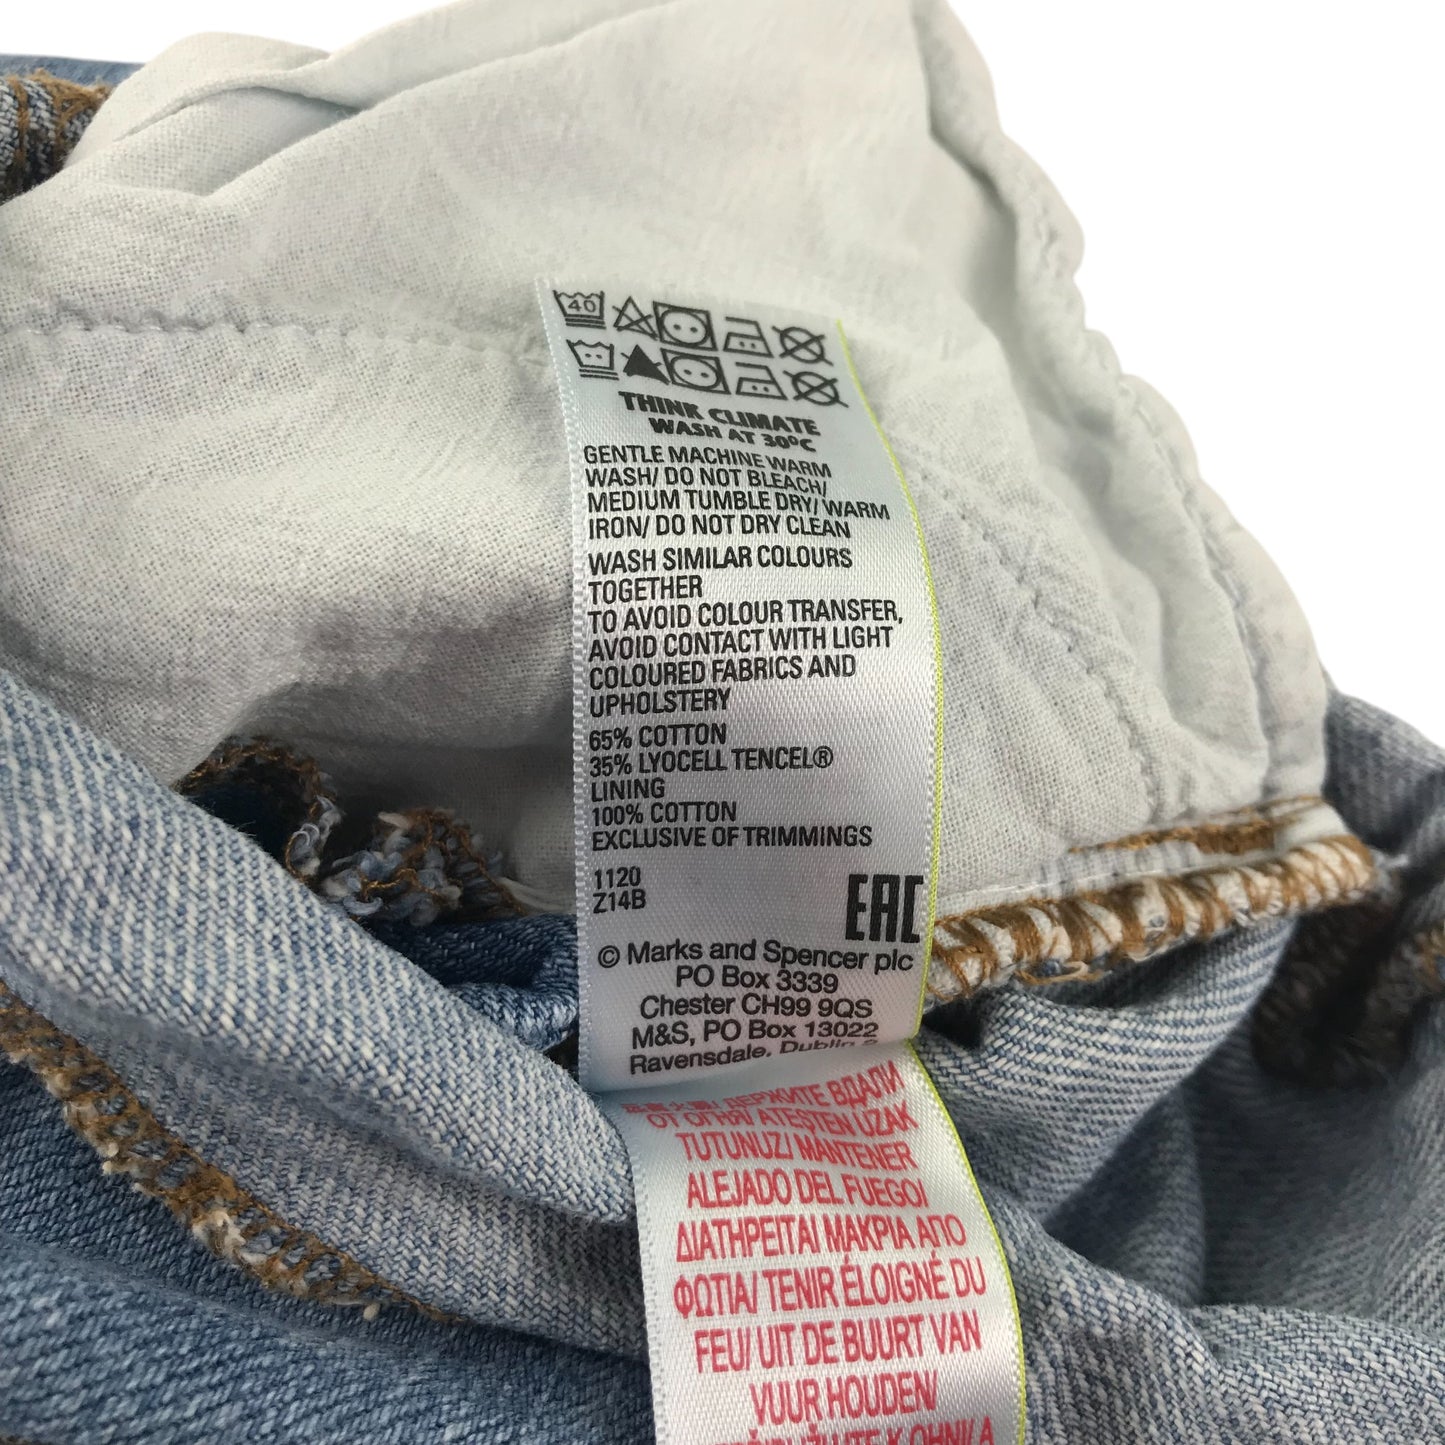 40
THINK CLIMATE
WASH AT 30ºC
GENTLE MACHINE WARM
WASH/ DO NOT BLEACH/
MEDIUM TUMBLE DRY/ WARM
IRON/ DO NOT DRY CLEAN
WASH SIMILAR COLOURS
TOGETHER
TO AVOID COLOUR TRANSFER,
AVOID CONTACT WITH LIGHT
COLOURED FABRICS AND
UPHOLSTERY
65% COTTON
35% LYOCELL TENCEL®
LINING
100% COTTON
EXCLUSIVE OF TRIMMINGS
1120
Z14B
EAC
© Marks and Spencer plc
PO Box 3339
Chester CH99 9QS
M&S, PO Box 13022
Ravensdale, Dublin
ДЕРЖИТЕ ВДАЛИ
ОТ ОГНЯ/ ATEŞTEN UZAK
TUTUNUZ/ MANTENER
ALEJADO DEL FUEGO/
ΔΙΑΤΗΡΕΙΤΑΙ ΜΑΚΡΙΑ ΑΠΟ
ΦΩΤΙΑ/ TENIR ÉLOIGNÉ DU
FEU/ UIT DE BUURT VAN
VUUR HOUDEN/